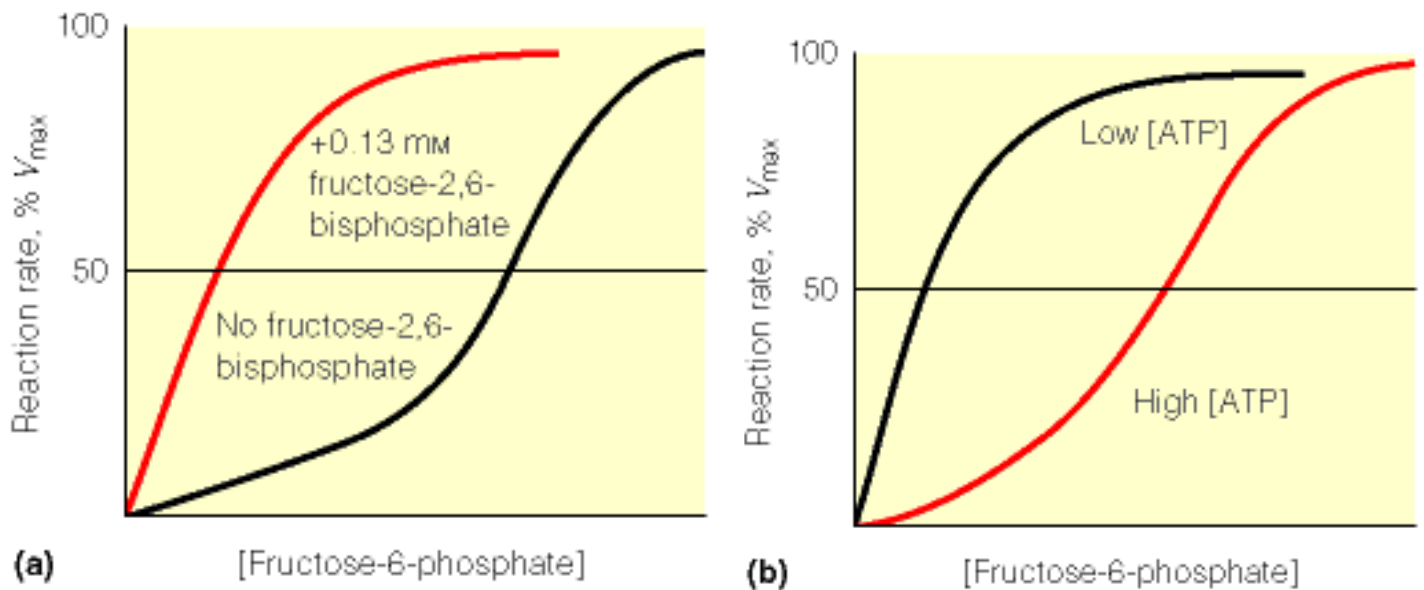 100
50
Reaction rate, % Vmax
+0.13 mM
fructose-2,6-
bisphosphate
No fructose-2,6-
bisphosphate
(a)
[Fructose-6-phosphate]
100
50
Reaction rate, % Vmax
Low [ATP]
High [ATP]
(b)
[Fructose-6-phosphate]